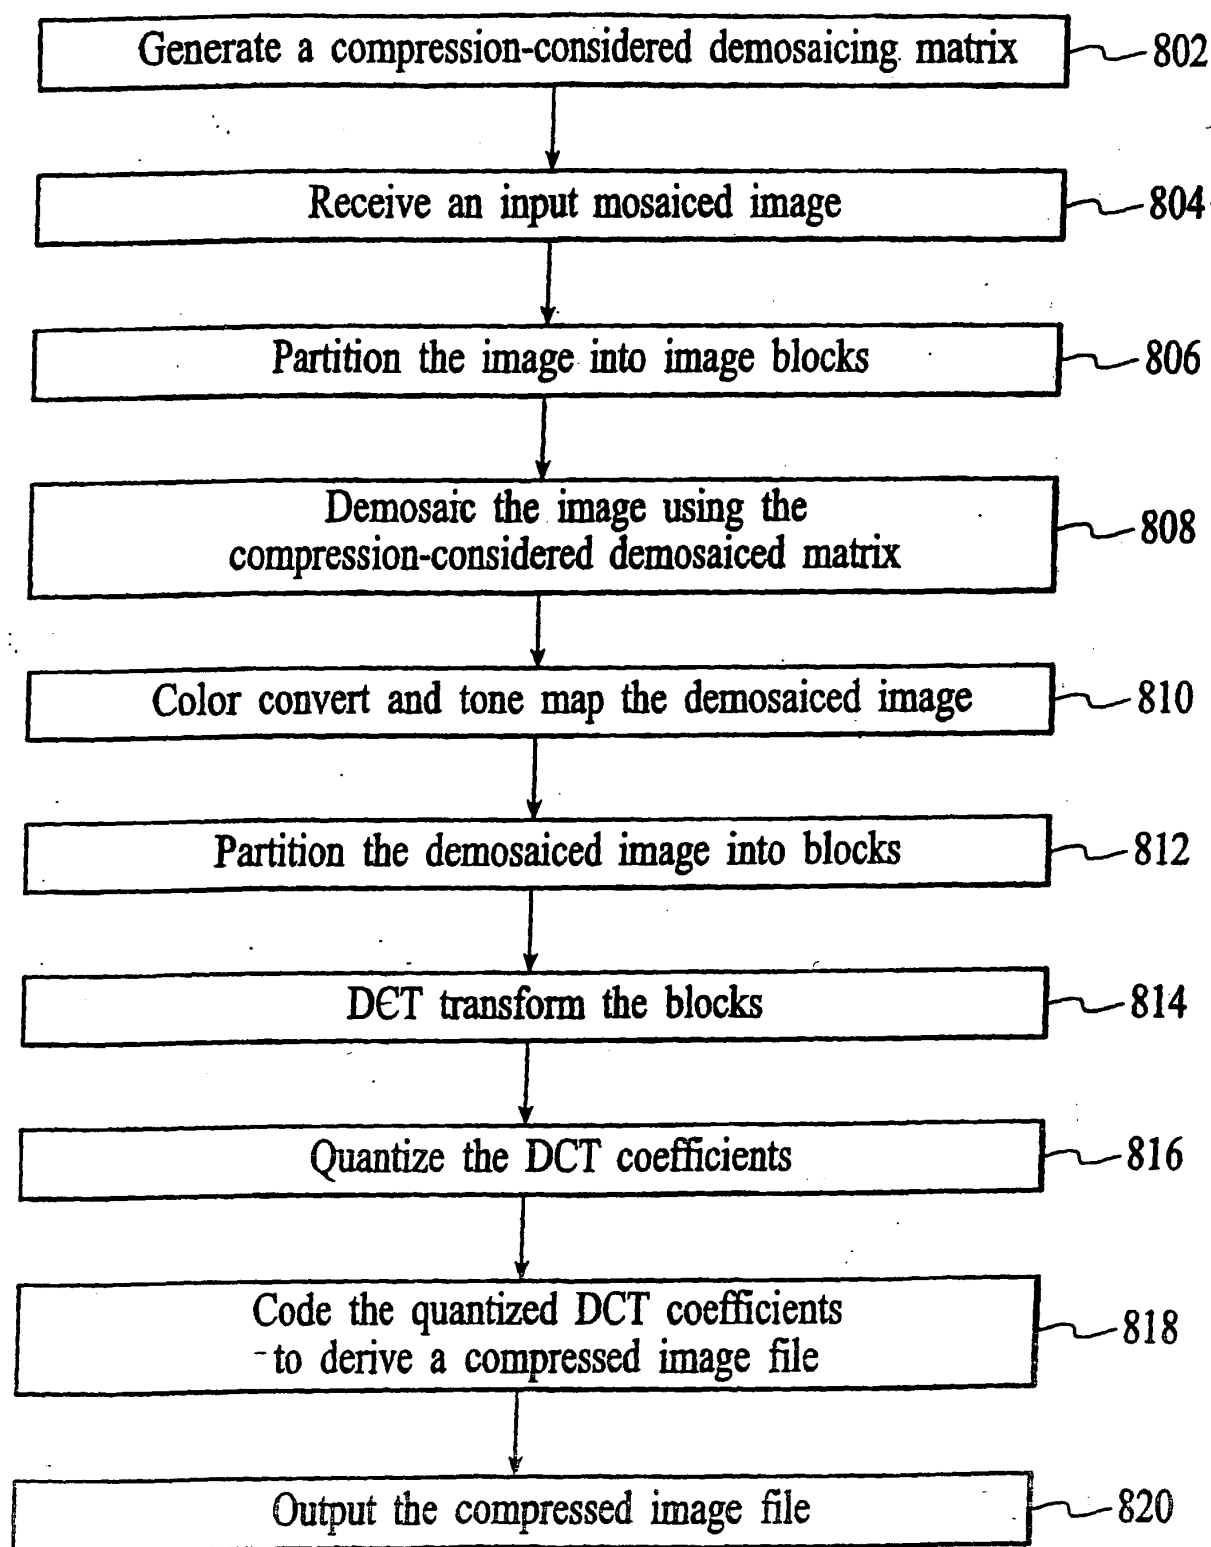 Generate a compression-considered demosaicing matrix
802
Receive an input mosaiced image
804
Partition the image into image blocks
806
Demosaic the image using the
compression-considered demosaiced matrix
808
Color convert and tone map the demosaiced image
810
Partition the demosaiced image into blocks
812
DCT transform the blocks
814
Quantize the DCT coefficients
816
Code the quantized DCT coefficients
to derive a compressed image file
818
Output the compressed image file
820